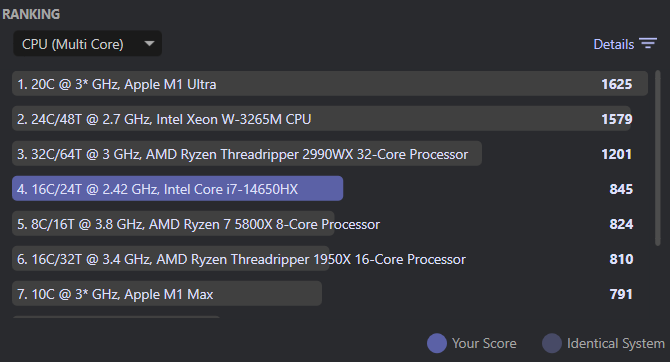 RANKING
CPU (Multi Core)
Details
1. 20C @ 3* GHz, Apple M1 Ultra 1625
2. 24C/48T @ 2.7 GHz, Intel Xeon W-3265M CPU 1579
3. 32C/64T @ 3 GHz, AMD Ryzen Threadripper 2990WX 32-Core Processor 1201
4. 16C/24T @ 2.42 GHz, Intel Core i7-14650HX 845
5. 8C/16T @ 3.8 GHz, AMD Ryzen 7 5800X 8-Core Processor 824
6. 16C/32T @ 3.4 GHz, AMD Ryzen Threadripper 1950X 16-Core Processor 810
7. 10C @ 3* GHz, Apple M1 Max 791
Your Score
Identical System